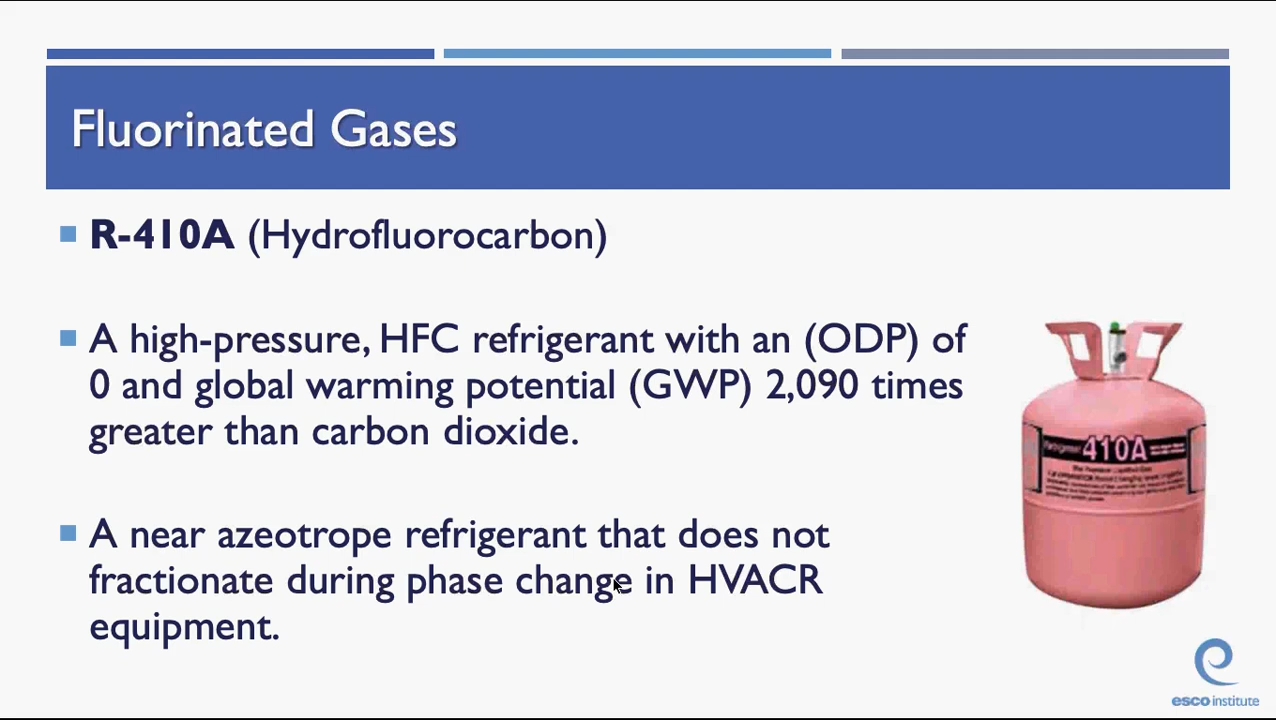 Fluorinated Gases
R-410A (Hydrofluorocarbon)
A high-pressure, HFC refrigerant with an (ODP) of
0 and global warming potential (GWP) 2,090 times
greater than carbon dioxide.
A near azeotrope refrigerant that does not
fractionate during phase change in HVACR
equipment.
410A
esco institute